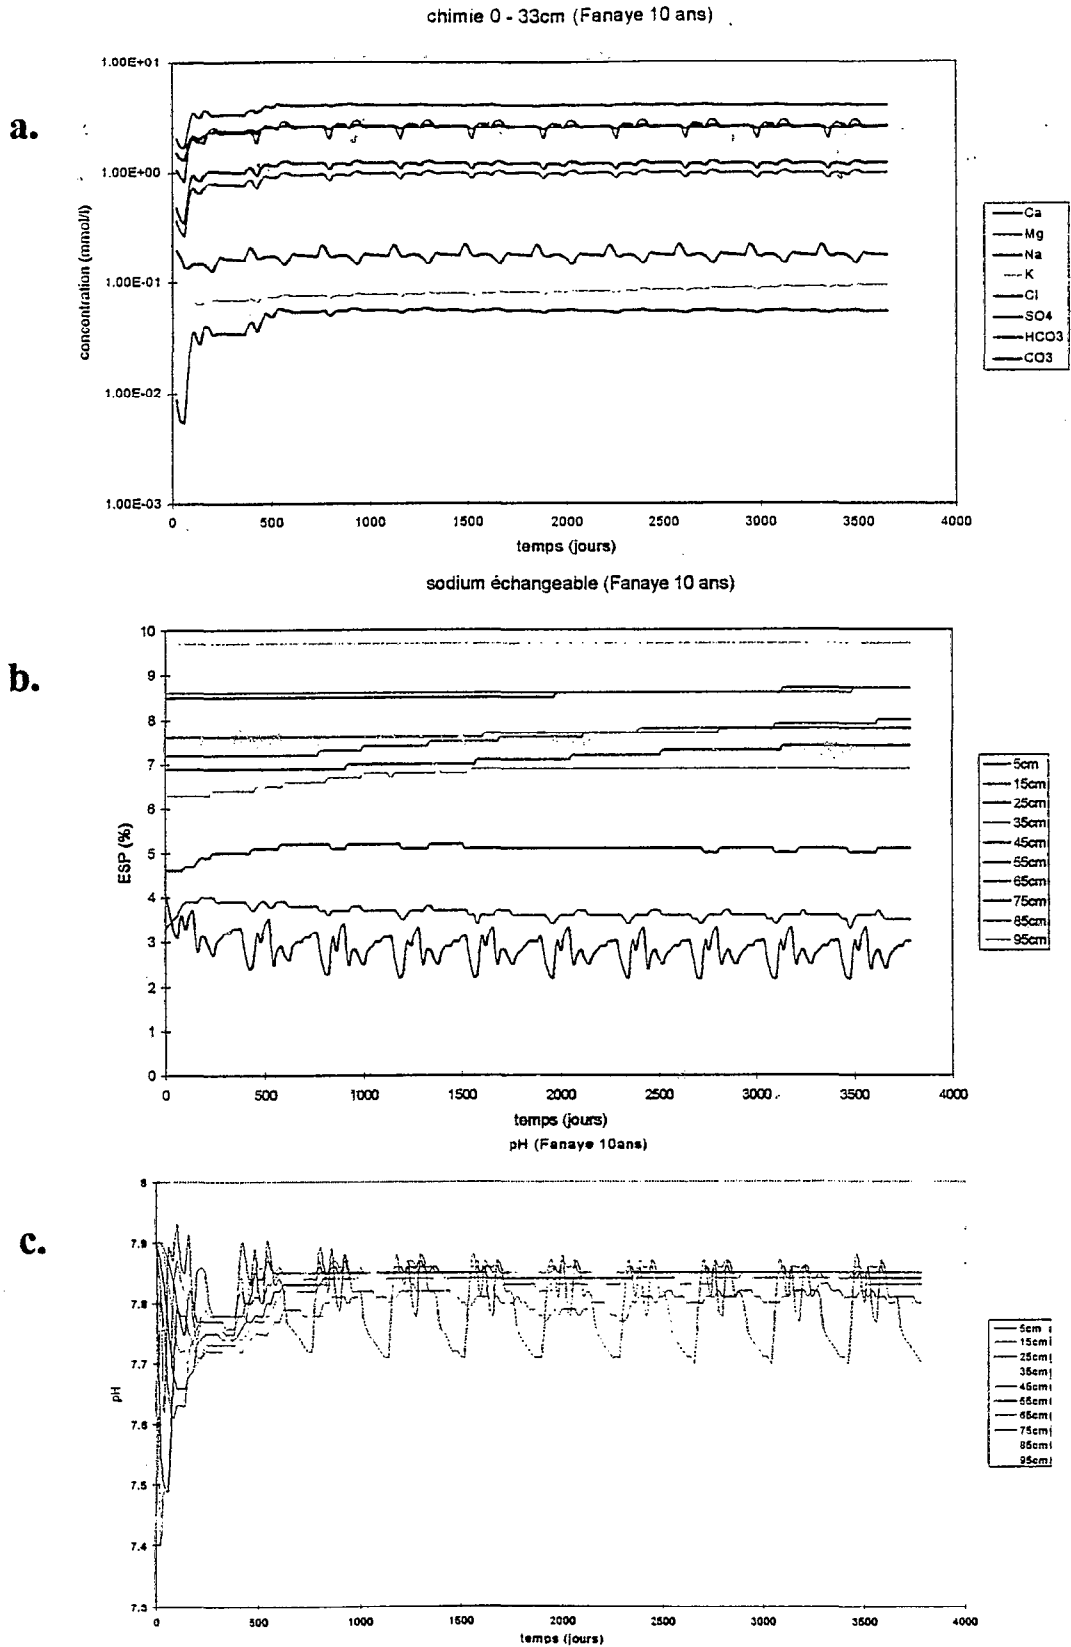 chimie 0 - 33cm (Fanaye 10 ans)
a.
1.00E+01
1.00E+00
1.00E-01
1.00E-02
1.00E-03
concontration (mmol/l)
0 500 1000 1500 2000 2500 3000 3500 4000
temps (jours)
Ca
Mg
Na
K
Cl
SO4
HCO3
CO3
sodium échangeable (Fanaye 10 ans)
b.
10
9
8
7
6
5
4
3
2
1
0
ESP (%)
0 500 1000 1500 2000 2500 3000 3500 4000
temps (jours)
5cm
15cm
25cm
35cm
45cm
55cm
65cm
75cm
85cm
95cm
pH (Fanaye 10ans)
c.
8
7.9
7.8
7.7
7.6
7.5
7.4
7.3
pH
0 500 1000 1500 2000 2500 3000 3500 4000
temps (jours)
5cm
15cm
25cm
35cm
45cm
55cm
65cm
75cm
85cm
95cm